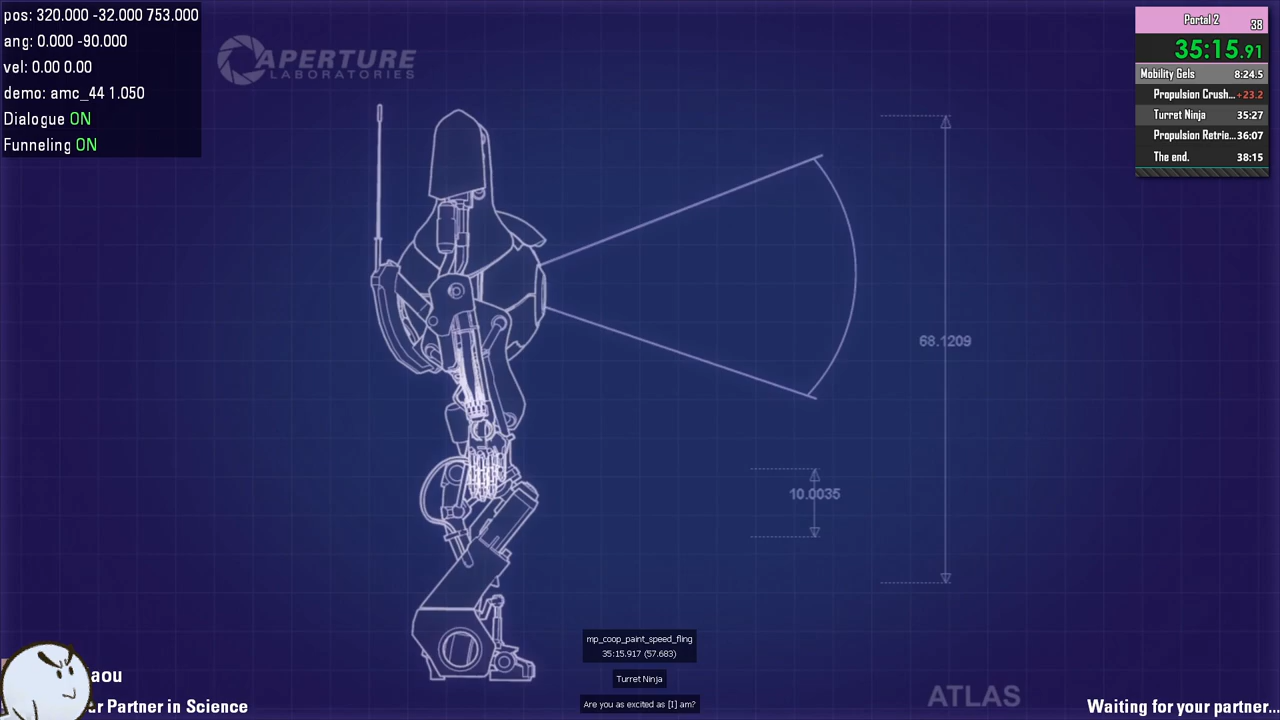 pos: 320.000 -32.000 753.000
ang: 0.000 -90.000
vel: 0.00 0.00
demo: amc_44 1.050
Dialogue ON
Funneling ON
APERTURE
LABORATORIES
Portal 2
38
35:15.91
Mobility Gels 8:24.5
Propulsion Crush... +23.2
Turret Ninja 35:27
Propulsion Retrie... 36:07
The end. 38:15
68.1209
10.0035
mp_coop_paint_speed_fling
35:15.917 (57.683)
Turret Ninja
Are you as excited as [I] am?
aou
r Partner in Science
ATLAS
Waiting for your partner...